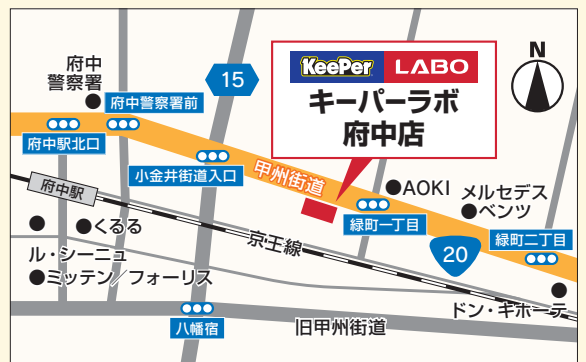 府中
警察署
府中警察署前
府中駅北口
15
小金井街道入口
KeePer LABO
キーパーラボ
府中店
N
甲州街道
AOKI
メルセデス
ベンツ
緑町一丁目
緑町二丁目
20
府中駅
くるる
ル・シーニュ
ミッテン／フォーリス
京王線
ドン・キホーテ
八幡宿
旧甲州街道